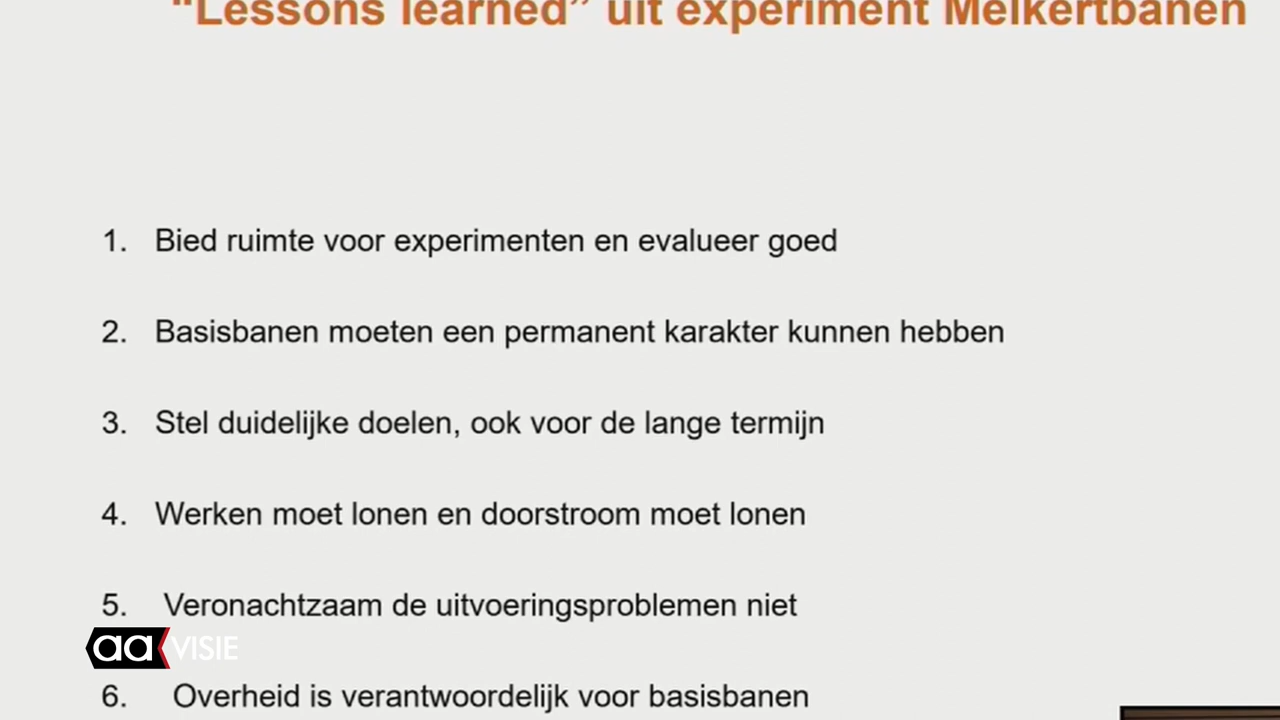 “Lessons learned” uit experiment Melkertbanen
1. Bied ruimte voor experimenten en evalueer goed
2. Basisbanen moeten een permanent karakter kunnen hebben
3. Stel duidelijke doelen, ook voor de lange termijn
4. Werken moet lonen en doorstroom moet lonen
5. Veronachtzaam de uitvoeringsproblemen niet
aa VISIE
6. Overheid is verantwoordelijk voor basisbanen